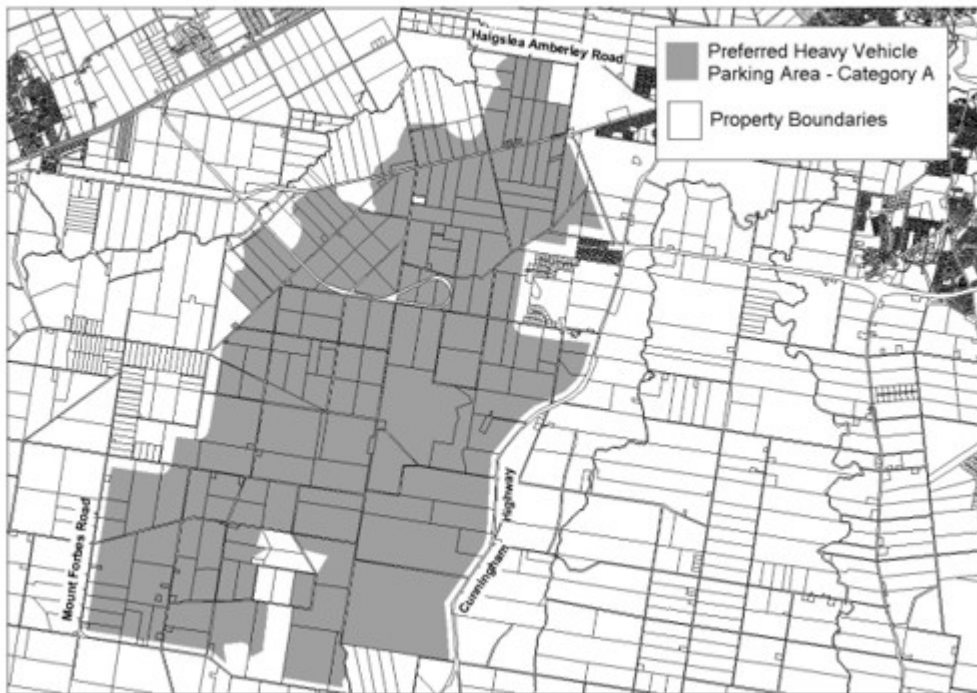 Haigslea Amberley Road
Preferred Heavy Vehicle
Parking Area - Category A
Property Boundaries
Mount Forbes Road
Cunningham Highway